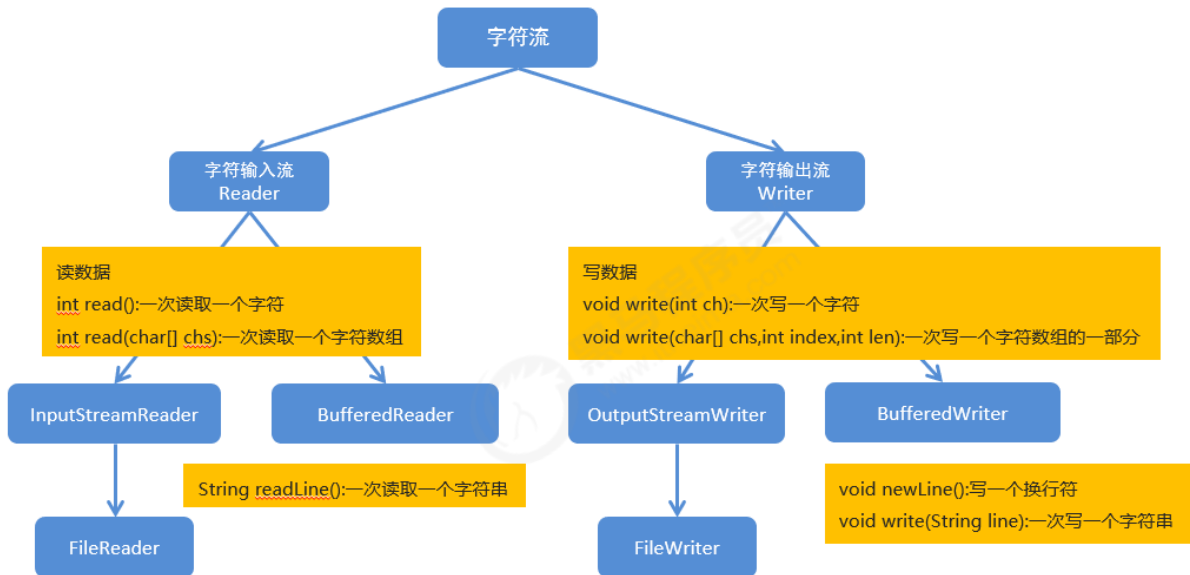 字符流
字符输入流
Reader
字符输出流
Writer
读数据
int read():一次读取一个字符
int read(char[] chs):一次读取一个字符数组
写数据
void write(int ch):一次写一个字符
void write(char[] chs,int index,int len):一次写一个字符数组的一部分
InputStreamReader
BufferedReader
OutputStreamWriter
BufferedWriter
String readLine():一次读取一个字符串
void newLine():写一个换行符
void write(String line):一次写一个字符串
FileReader
FileWriter